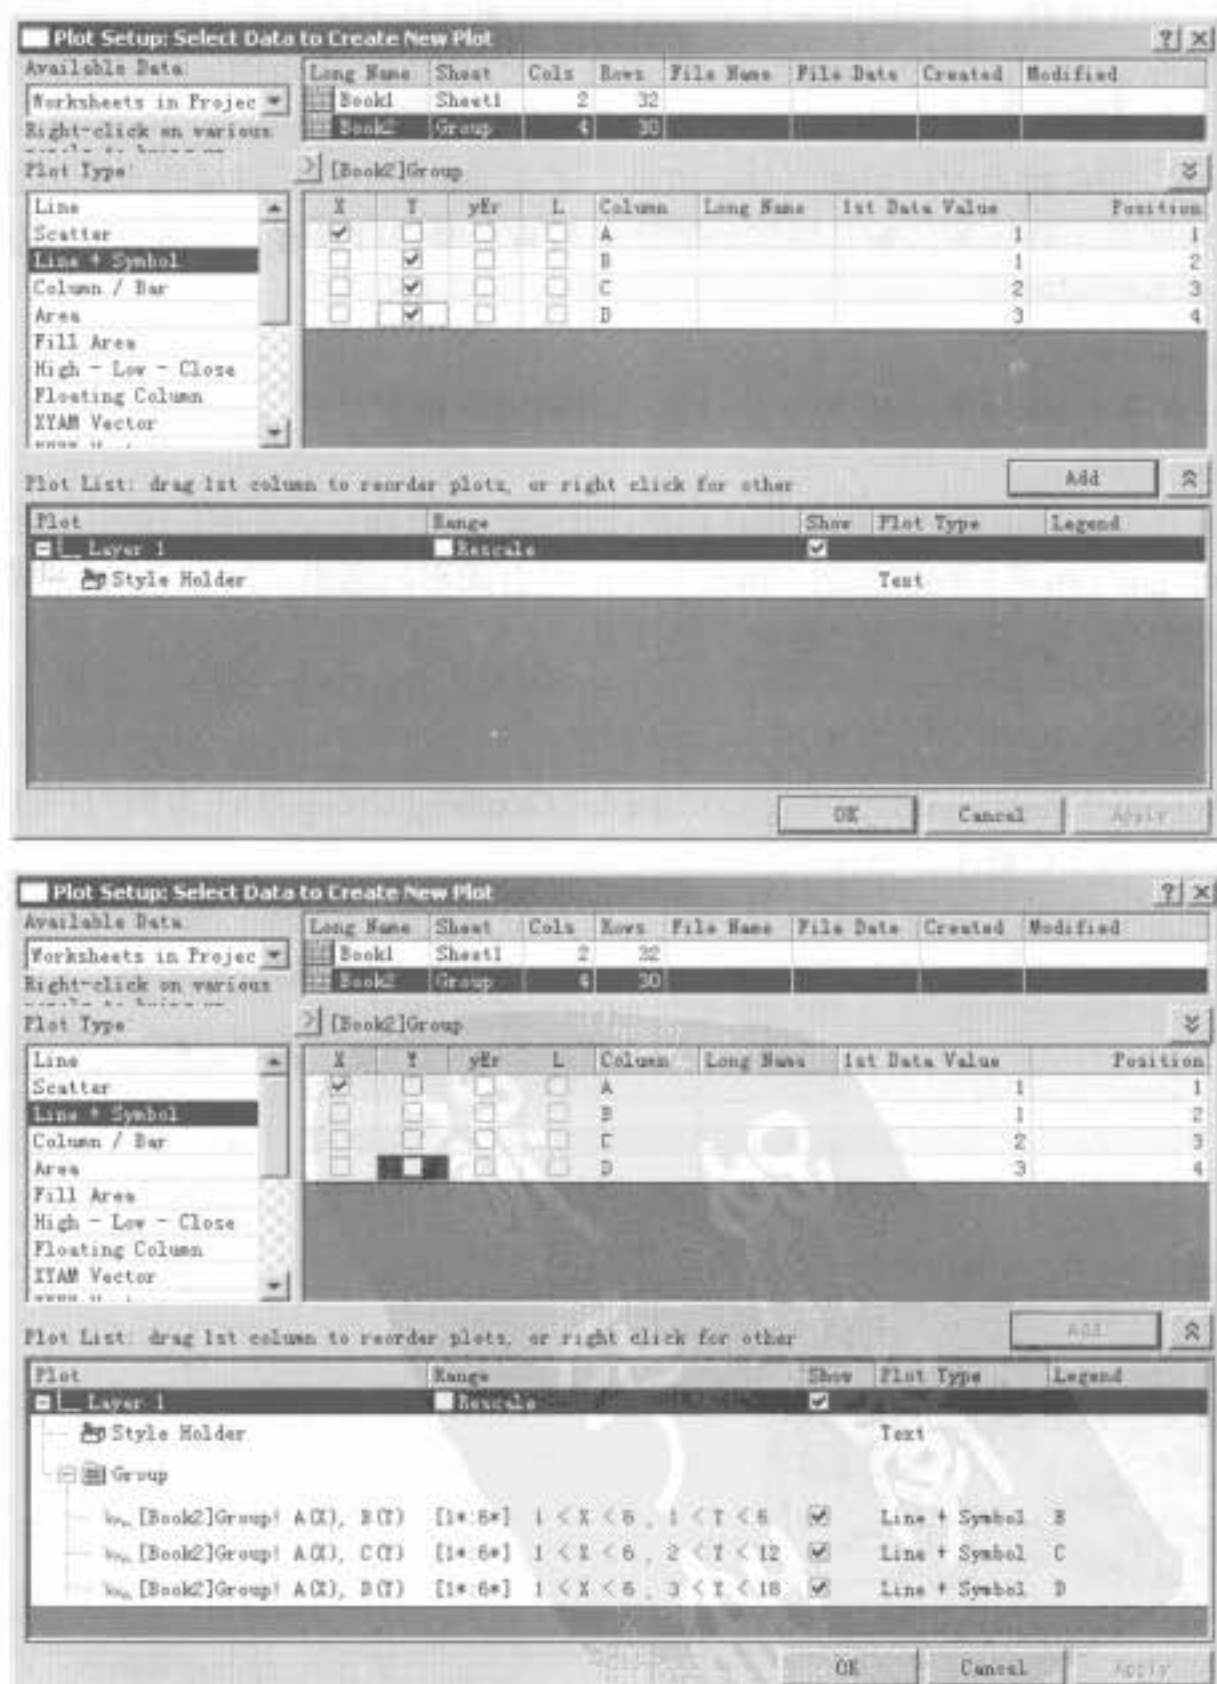 Plot Setup: Select Data to Create New Plot
Available Data
Long Name Sheet Cols Rows File Name File Date Created Modified
Worksheets in Projec
Book1 Sheet1 2 32
Right-click on various
Book2 Group 4 30
Plot Type:
[Book2]Group
X Y yEr L Column Long Name 1st Data Value Position
Line
Scatter
Line + Symbol
Column / Bar
Area
Fill Area
High - Low - Close
Floating Column
XYAM Vector
A 1 1
B 1 2
C 2 3
D 3 4
Plot List: drag 1st column to reorder plots, or right click for other
Add
Plot Range Show Plot Type Legend
Layer 1 Rescale
Style Holder Text
OK Cancel Apply
Plot Setup: Select Data to Create New Plot
Available Data
Long Name Sheet Cols Rows File Name File Date Created Modified
Worksheets in Projec
Book1 Sheet1 2 32
Right-click on various
Book2 Group 4 30
Plot Type
[Book2]Group
X Y yEr L Column Long Name 1st Data Value Position
Line
Scatter
Line + Symbol
Column / Bar
Area
Fill Area
High - Low - Close
Floating Column
XYAM Vector
A 1 1
B 1 2
C 2 3
D 3 4
Plot List: drag 1st column to reorder plots, or right click for other
Add
Plot Range Show Plot Type Legend
Layer 1 Rescale
Style Holder Text
Group
[Book2]Group! A(X), B(Y) [1*:6*] 1 < X < 6 , 1 < Y < 6 Line + Symbol B
[Book2]Group! A(X), C(Y) [1*:6*] 1 < X < 6 , 2 < Y < 12 Line + Symbol C
[Book2]Group! A(X), D(Y) [1*:6*] 1 < X < 6 , 3 < Y < 18 Line + Symbol D
OK Cancel Apply